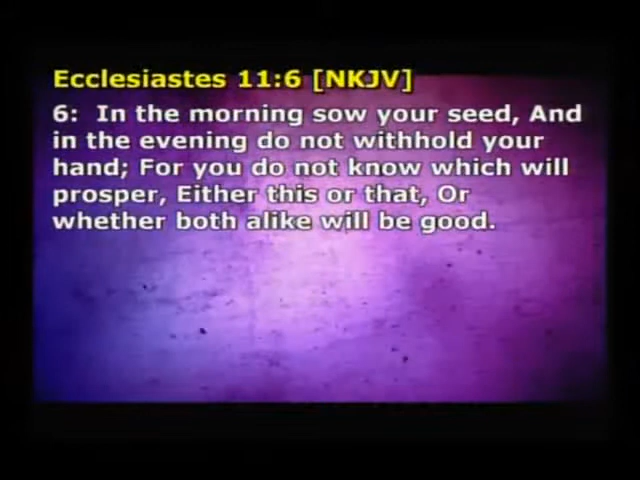 Ecclesiastes 11:6 [NKJV]
6:  In the morning sow your seed, And
in the evening do not withhold your
hand; For you do not know which will
prosper, Either this or that, Or
whether both alike will be good.